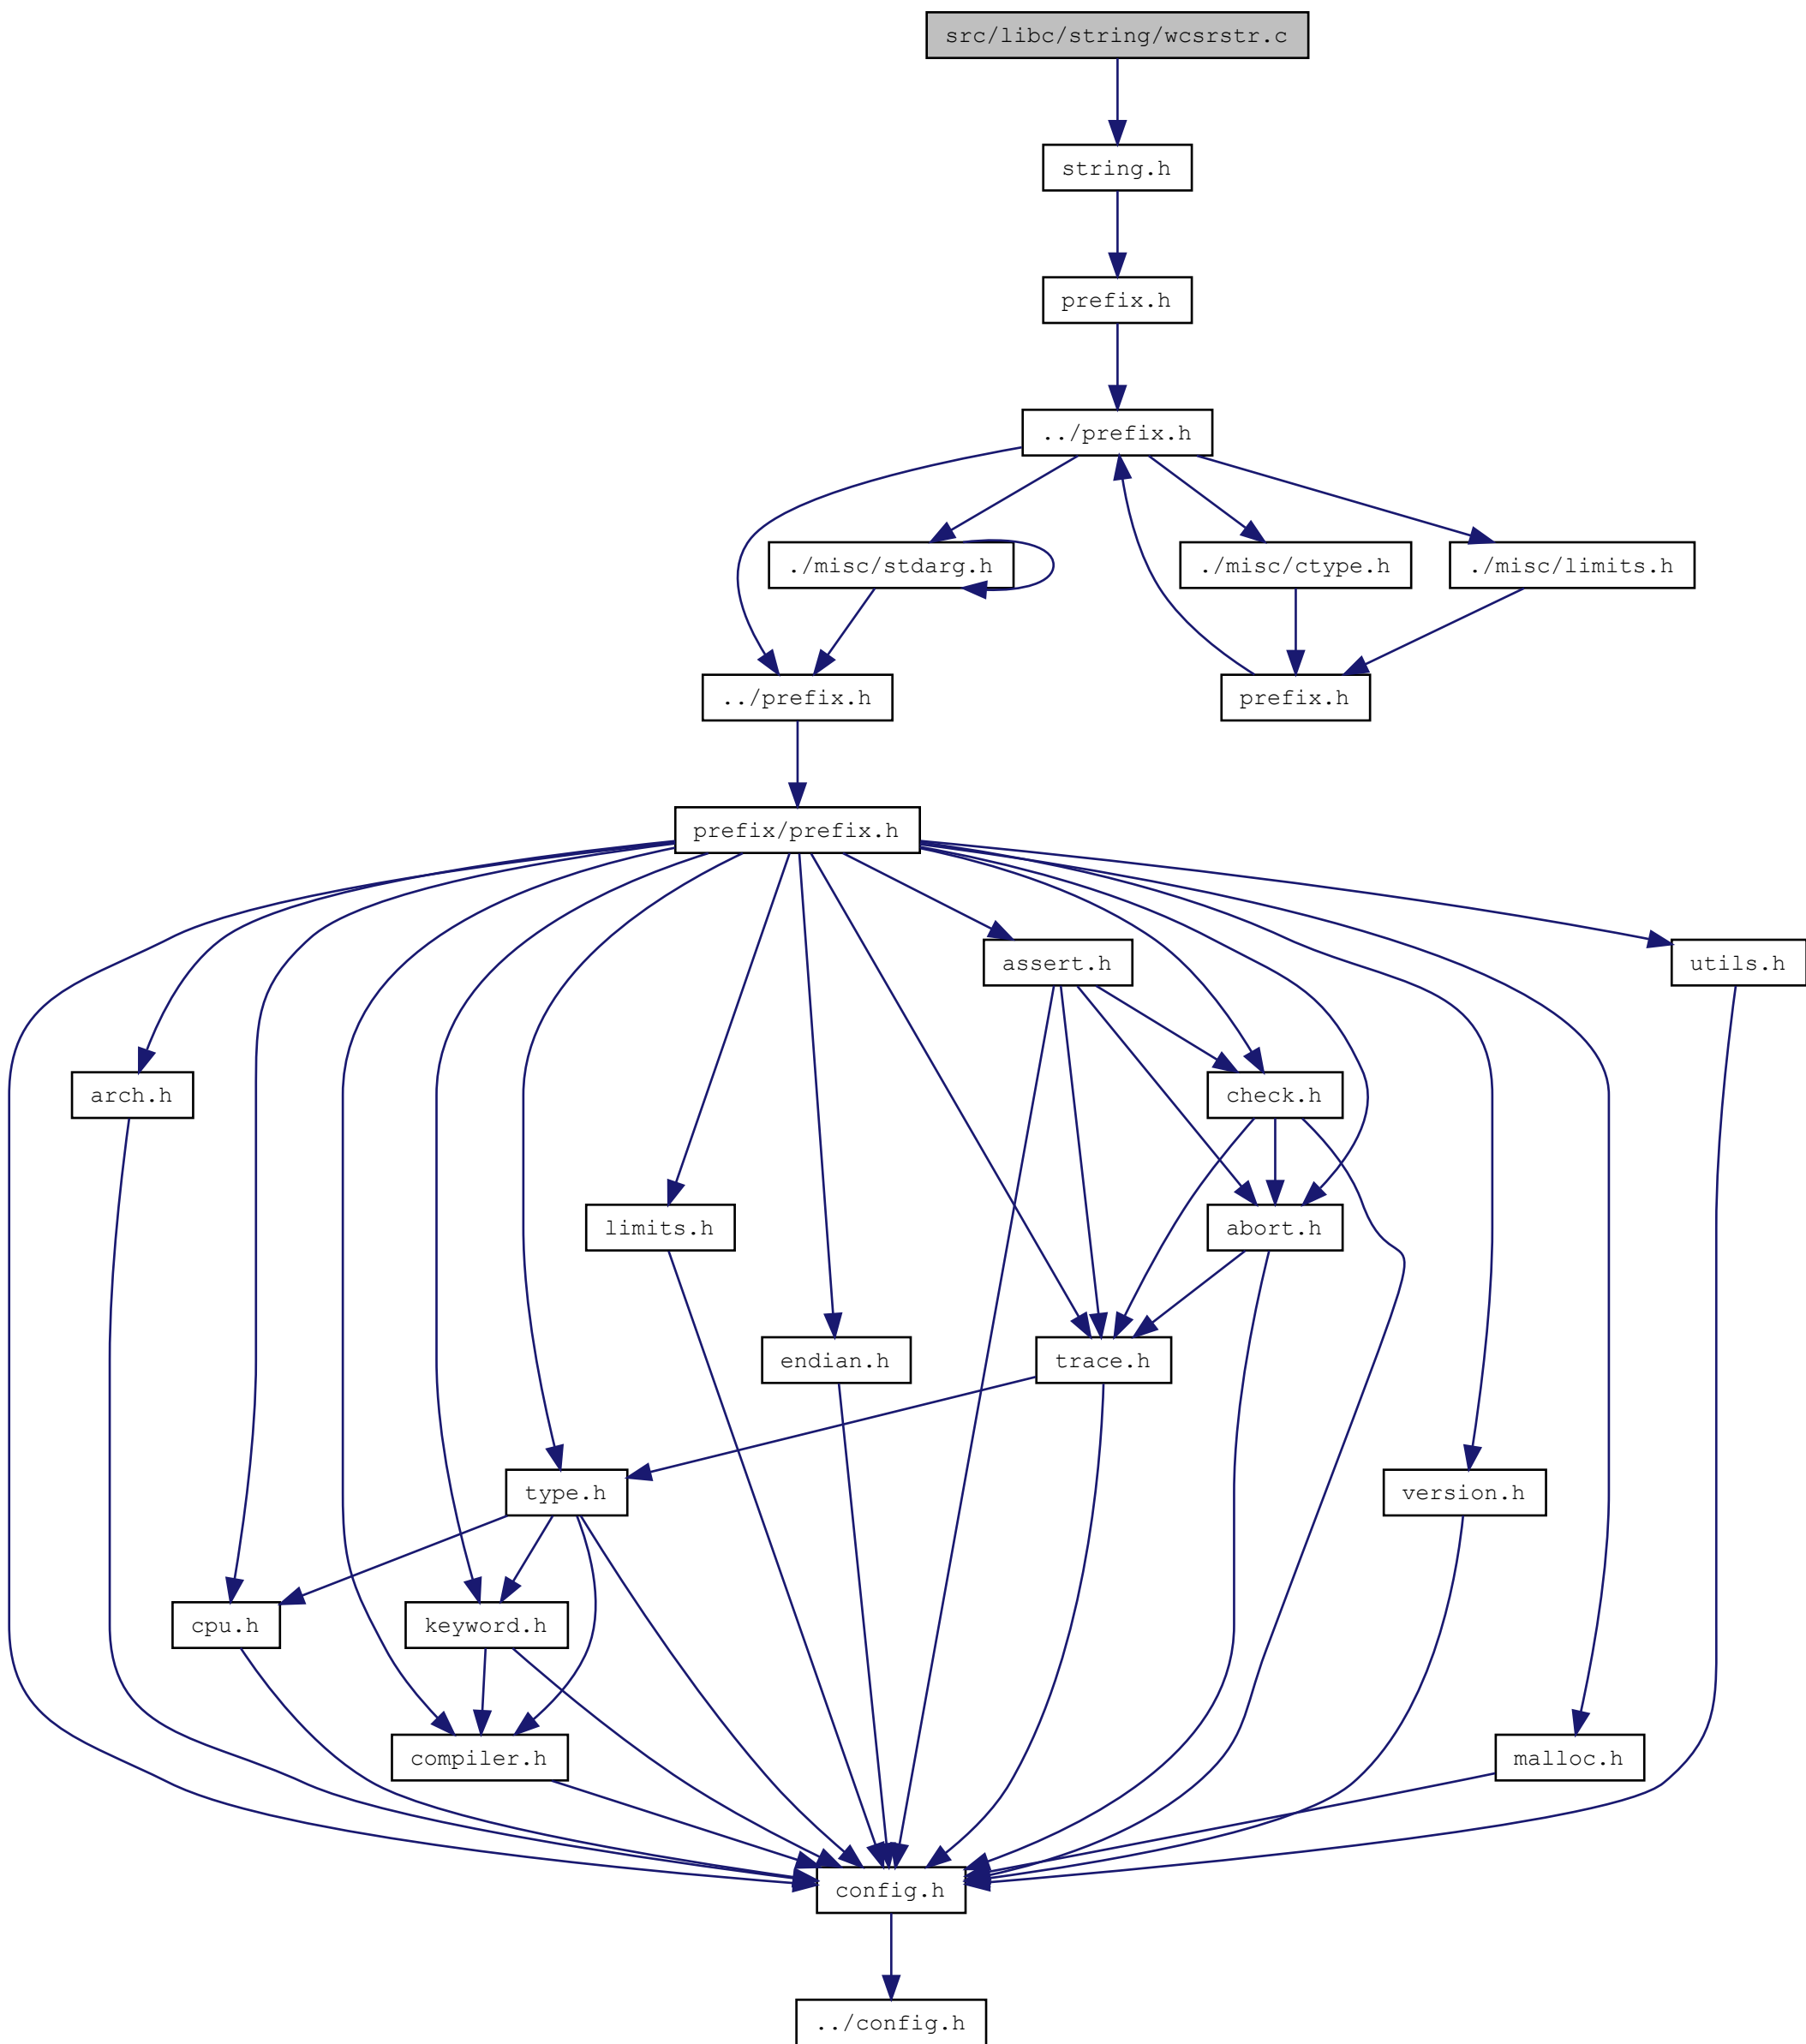 src/libc/string/wcsrstr.c
string.h
prefix.h
../prefix.h
./misc/stdarg.h
./misc/ctype.h
./misc/limits.h
../prefix.h
prefix.h
prefix/prefix.h
assert.h
utils.h
arch.h
check.h
limits.h
abort.h
endian.h
trace.h
type.h
version.h
cpu.h
keyword.h
compiler.h
malloc.h
config.h
../config.h